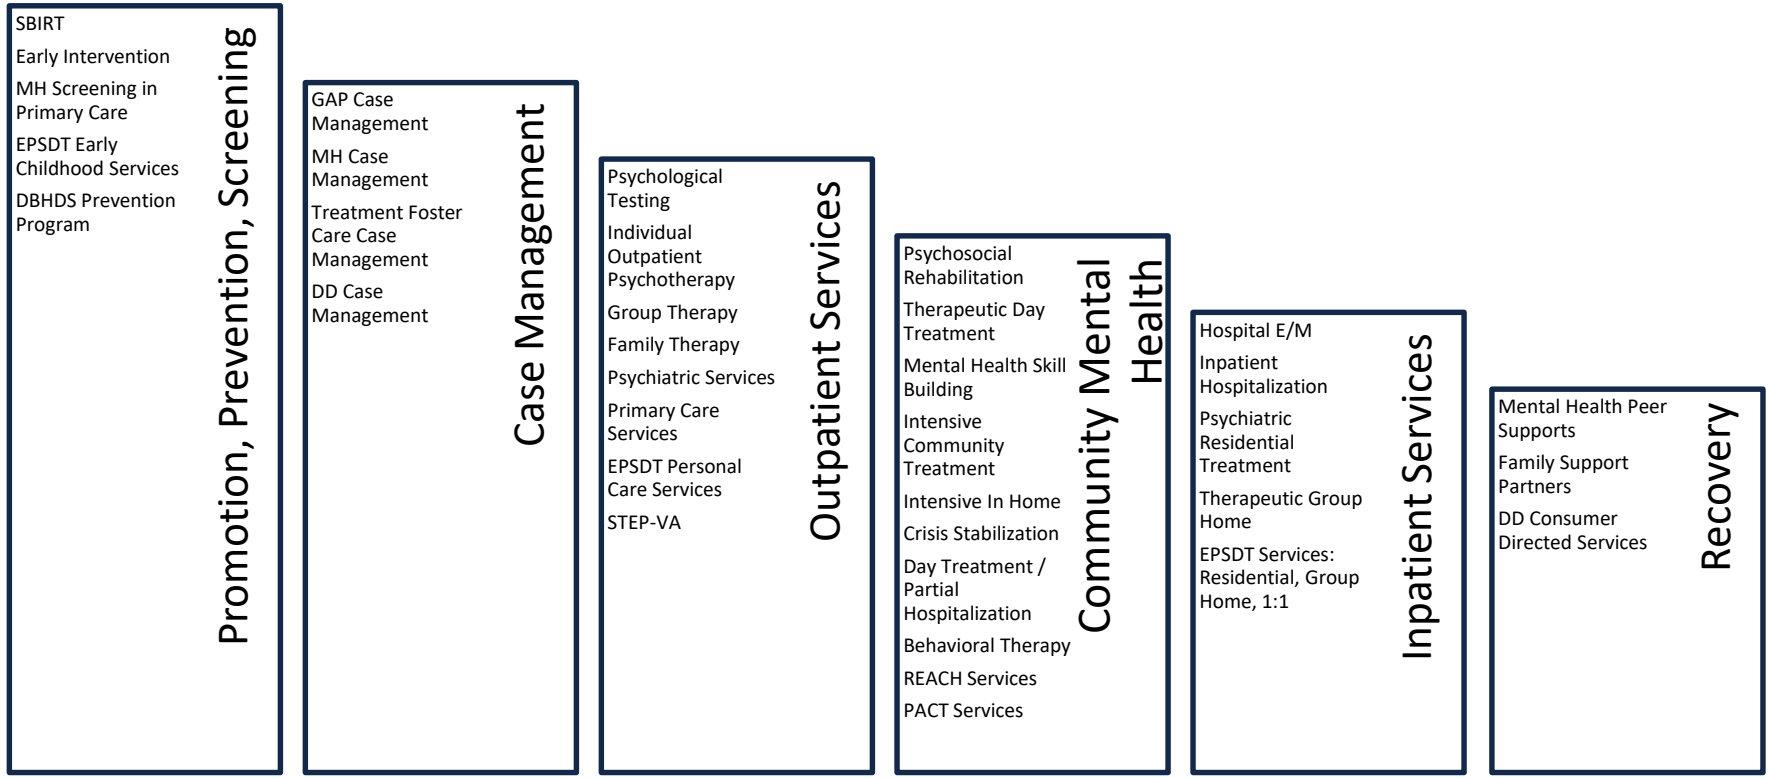 SBIRT
Early Intervention
MH Screening in
Primary Care
EPSDT Early
Childhood Services
DBHDS Prevention
Program
Promotion, Prevention, Screening
GAP Case
Management
MH Case
Management
Treatment Foster
Care Case
Management
DD Case
Management
Case Management
Psychological
Testing
Individual
Outpatient
Psychotherapy
Group Therapy
Family Therapy
Psychiatric Services
Primary Care
Services
EPSDT Personal
Care Services
STEP-VA
Outpatient Services
Psychosocial
Rehabilitation
Therapeutic Day
Treatment
Mental Health Skill
Building
Intensive
Community
Treatment
Intensive In Home
Crisis Stabilization
Day Treatment /
Partial
Hospitalization
Behavioral Therapy
REACH Services
PACT Services
Community Mental
Health
Hospital E/M
Inpatient
Hospitalization
Psychiatric
Residential
Treatment
Therapeutic Group
Home
EPSDT Services:
Residential, Group
Home, 1:1
Inpatient Services
Mental Health Peer
Supports
Family Support
Partners
DD Consumer
Directed Services
Recovery